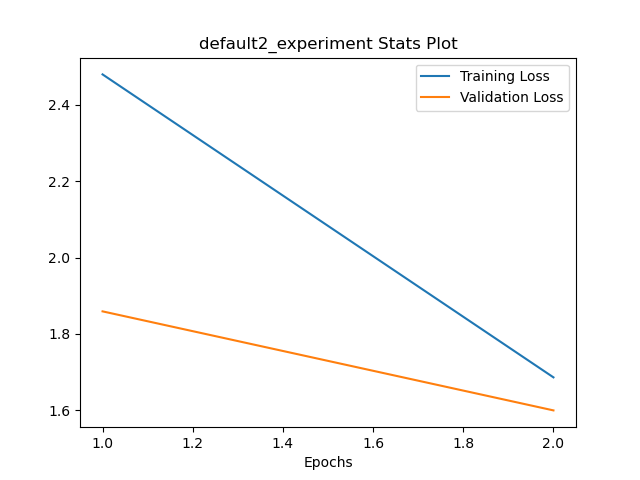 default2_experiment Stats Plot
Training Loss
Validation Loss
2.4
2.2
2.0
1.8
1.6
1.0 1.2 1.4 1.6 1.8 2.0
Epochs